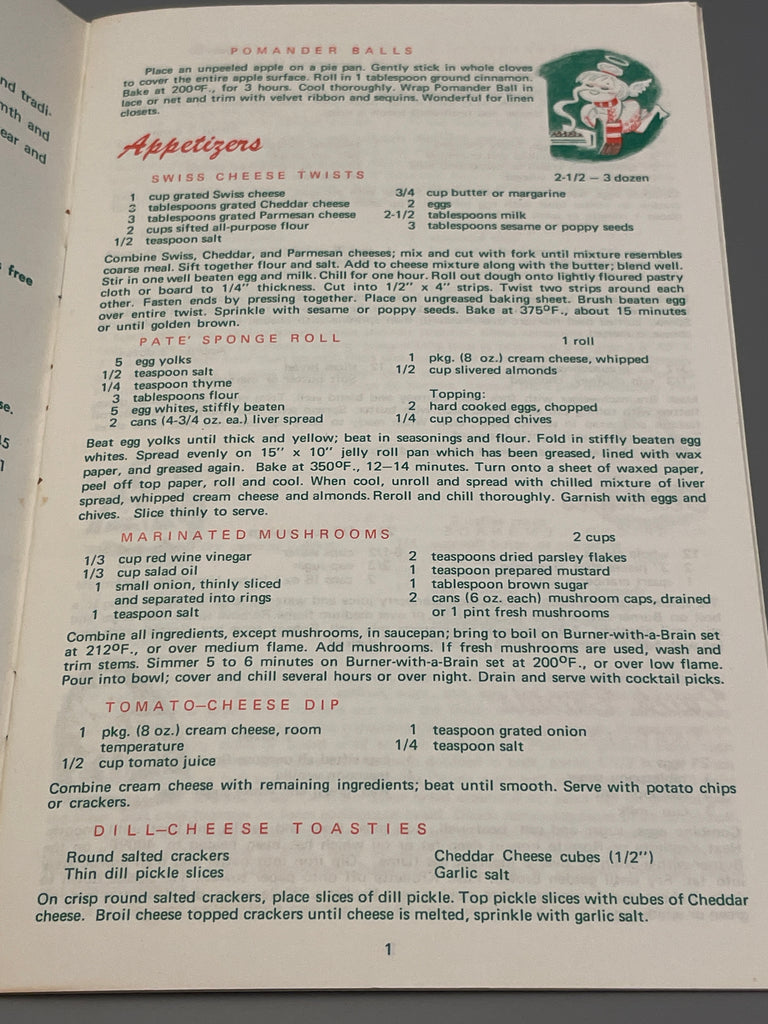 nd tradi-
mth and
ear and
free
se.
POMANDER BALLS
Place an unpeeled apple on a pie pan. Gently stick in whole cloves
to cover the entire apple surface. Roll in 1 tablespoon ground cinnamon.
Bake at 200°F., for 3 hours. Cool thoroughly. Wrap Pomander Ball in
lace or net and trim with velvet ribbon and sequins. Wonderful for linen
closets.
Appetizers
SWISS CHEESE TWISTS
2-1/2 — 3 dozen
1 cup grated Swiss cheese
3 tablespoons grated Cheddar cheese
3 tablespoons grated Parmesan cheese
2 cups sifted all-purpose flour
1/2 teaspoon salt
3/4 cup butter or margarine
2 eggs
2-1/2 tablespoons milk
3 tablespoons sesame or poppy seeds
Combine Swiss, Cheddar, and Parmesan cheeses; mix and cut with fork until mixture resembles
coarse meal. Sift together flour and salt. Add to cheese mixture along with the butter; blend well.
Stir in one well beaten egg and milk. Chill for one hour. Roll out dough onto lightly floured pastry
cloth or board to 1/4" thickness. Cut into 1/2" x 4" strips. Twist two strips around each
other. Fasten ends by pressing together. Place on ungreased baking sheet. Brush beaten egg
over entire twist. Sprinkle with sesame or poppy seeds. Bake at 375°F., about 15 minutes
or until golden brown.
PATE' SPONGE ROLL
1 roll
5 egg yolks
1/2 teaspoon salt
1/4 teaspoon thyme
3 tablespoons flour
5 egg whites, stiffly beaten
2 cans (4-3/4 oz. ea.) liver spread
1 pkg. (8 oz.) cream cheese, whipped
1/2 cup slivered almonds
Topping:
2 hard cooked eggs, chopped
1/4 cup chopped chives
Beat egg yolks until thick and yellow; beat in seasonings and flour. Fold in stiffly beaten egg
whites. Spread evenly on 15" x 10" jelly roll pan which has been greased, lined with wax
paper, and greased again. Bake at 350°F., 12—14 minutes. Turn onto a sheet of waxed paper,
peel off top paper, roll and cool. When cool, unroll and spread with chilled mixture of liver
spread, whipped cream cheese and almonds. Reroll and chill thoroughly. Garnish with eggs and
chives. Slice thinly to serve.
MARINATED MUSHROOMS
2 cups
1/3 cup red wine vinegar
1/3 cup salad oil
1 small onion, thinly sliced
and separated into rings
1 teaspoon salt
2 teaspoons dried parsley flakes
1 teaspoon prepared mustard
1 tablespoon brown sugar
2 cans (6 oz. each) mushroom caps, drained
or 1 pint fresh mushrooms
Combine all ingredients, except mushrooms, in saucepan; bring to boil on Burner-with-a-Brain set
at 212°F., or over medium flame. Add mushrooms. If fresh mushrooms are used, wash and
trim stems. Simmer 5 to 6 minutes on Burner-with-a-Brain set at 200°F., or over low flame.
Pour into bowl; cover and chill several hours or over night. Drain and serve with cocktail picks.
TOMATO—CHEESE DIP
1 pkg. (8 oz.) cream cheese, room
temperature
1/2 cup tomato juice
1 teaspoon grated onion
1/4 teaspoon salt
Combine cream cheese with remaining ingredients; beat until smooth. Serve with potato chips
or crackers.
DILL—CHEESE TOASTIES
Round salted crackers
Thin dill pickle slices
Cheddar Cheese cubes (1/2")
Garlic salt
On crisp round salted crackers, place slices of dill pickle. Top pickle slices with cubes of Cheddar
cheese. Broil cheese topped crackers until cheese is melted, sprinkle with garlic salt.
1